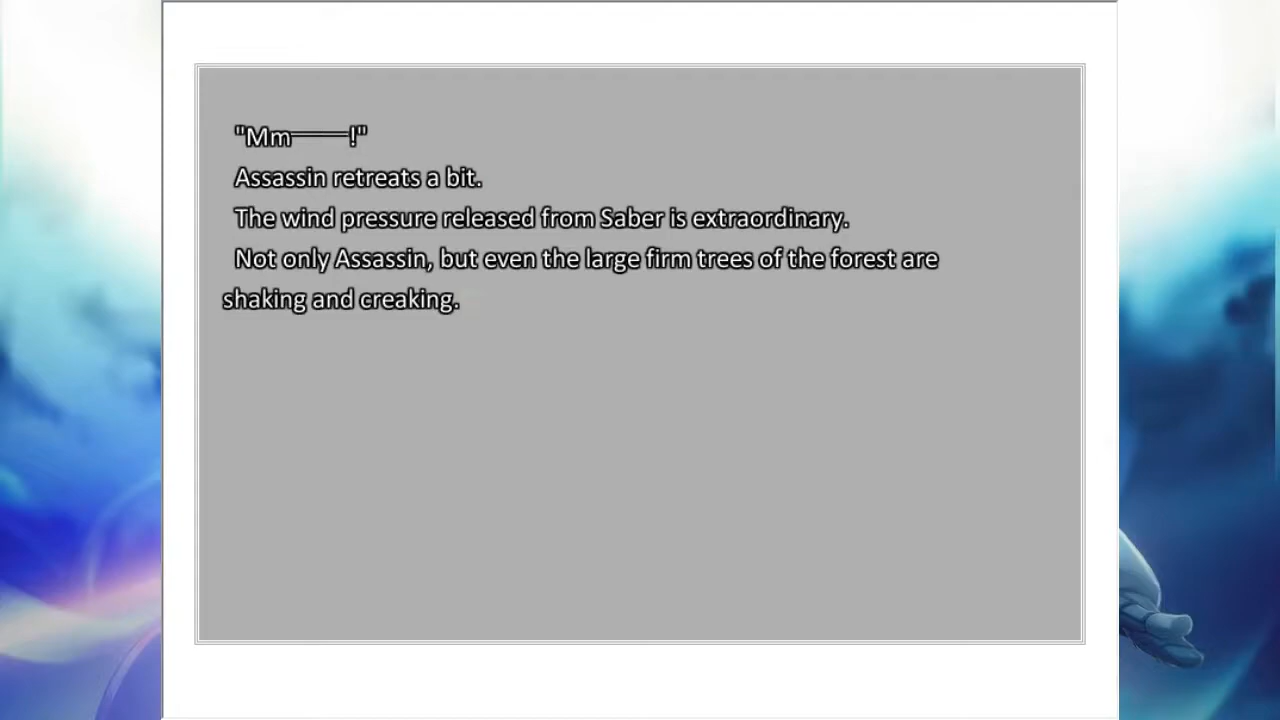 "Mm───!"
Assassin retreats a bit.
The wind pressure released from Saber is extraordinary.
Not only Assassin, but even the large firm trees of the forest are
shaking and creaking.